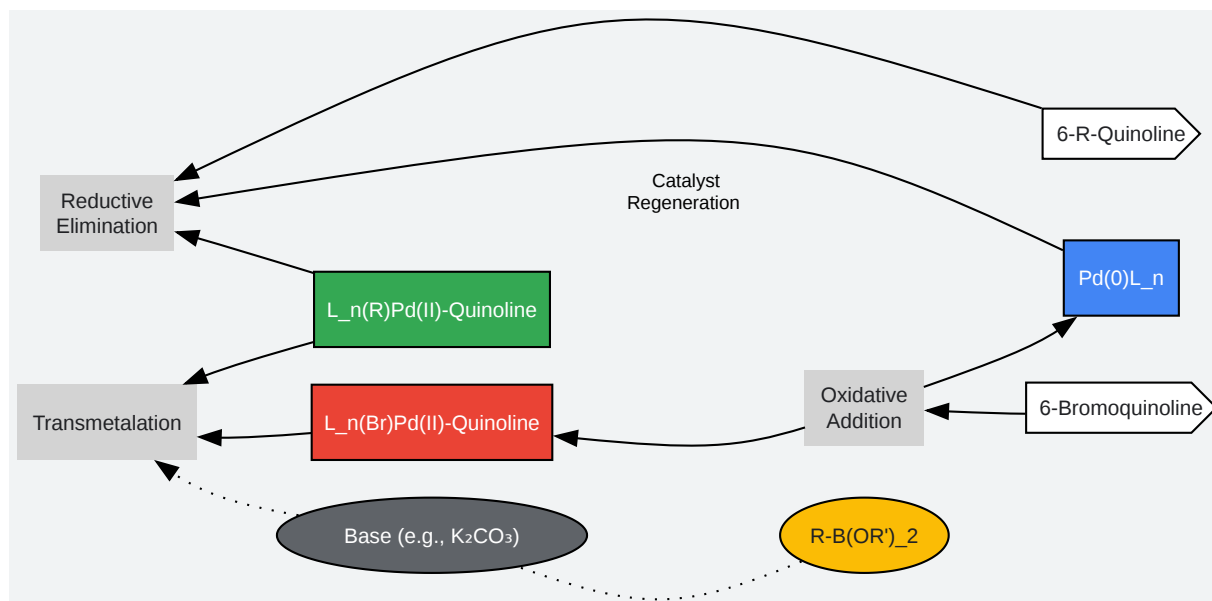 6-R-Quinoline
Catalyst
Regeneration
Reductive
Elimination
Pd(0)L_n
L_n(R)Pd(II)-Quinoline
Oxidative
Addition
6-Bromoquinoline
Transmetalation
L_n(Br)Pd(II)-Quinoline
Base (e.g., K₂CO₃)
R-B(OR')_2